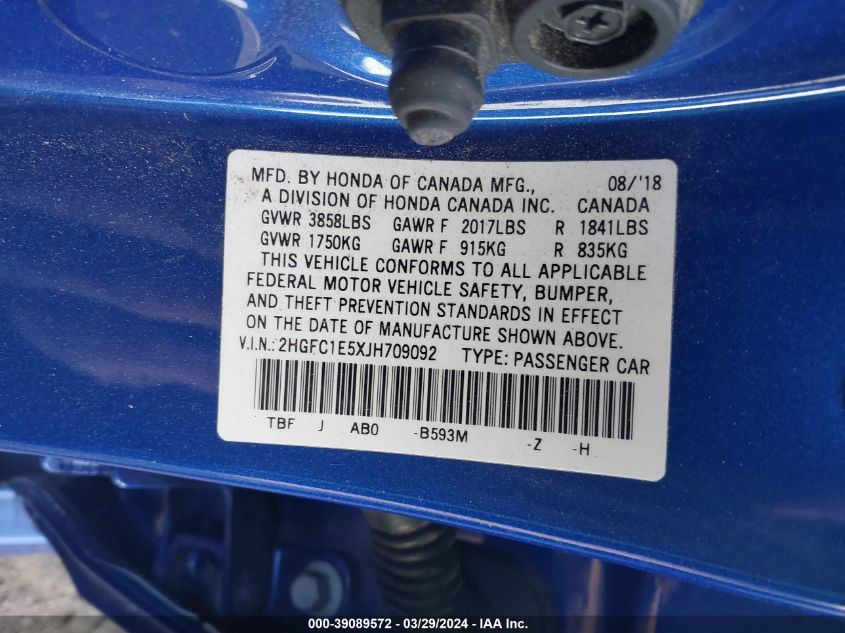 MFD. BY HONDA OF CANADA MFG., 08/'18
A DIVISION OF HONDA CANADA INC. CANADA
GVWR 3858LBS GAWR F 2017LBS R 1841LBS
GVWR 1750KG GAWR F 915KG R 835KG
THIS VEHICLE CONFORMS TO ALL APPLICABLE
FEDERAL MOTOR VEHICLE SAFETY, BUMPER,
AND THEFT PREVENTION STANDARDS IN EFFECT
ON THE DATE OF MANUFACTURE SHOWN ABOVE.
V.I.N.: 2HGFC1E5XJH709092 TYPE: PASSENGER CAR
TBF J AB0 -B593M -Z -H
000-39089572 - 03/29/2024 - IAA Inc.